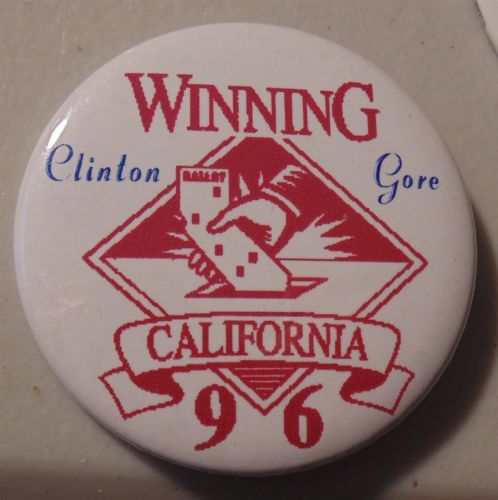 WINNING
Clinton Gore
BALLOT
CALIFORNIA
96